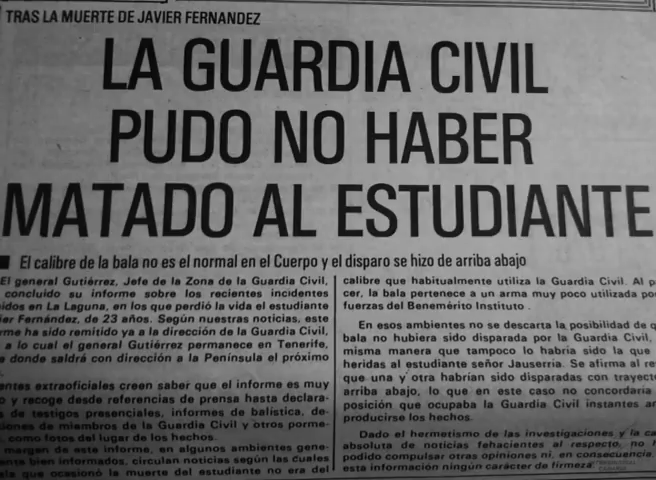 TRAS LA MUERTE DE JAVIER FERNANDEZ
LA GUARDIA CIVIL
PUDO NO HABER
MATADO AL ESTUDIANTE
■ El calibre de la bala no es el normal en el Cuerpo y el disparo se hizo de arriba abajo
El general Gutiérrez, Jefe de la Zona de la Guardia Civil,
concluido su informe sobre los recientes incidentes
idos en La Laguna, en los que perdió la vida el estudiante
ier Fernández, de 23 años. Según nuestras noticias, este
rme ha sido remitido ya a la dirección de la Guardia Civil,
a lo cual el general Gutiérrez permanece en Tenerife,
donde saldrá con dirección a la Península el próximo
entes extraoficiales creen saber que el informe es muy
y recoge desde referencias de prensa hasta declara-
de testigos presenciales, informes de balística, de-
iones de miembros de la Guardia Civil y otros porme-
como fotos del lugar de los hechos.
margen de este informe, en algunos ambientes gene-
nte bien informados, circulan noticias según las cuales
la que ocasionó la muerte del estudiante no era del
calibre que habitualmente utiliza la Guardia Civil. Al pa
cer, la bala pertenece a un arma muy poco utilizada po
fuerzas del Benemérito Instituto.
En esos ambientes no se descarta la posibilidad de q
bala no hubiera sido disparada por la Guardia Civil,
misma manera que tampoco lo habría sido la que
heridas al estudiante señor Jauserría. Se afirma al re
que una y otra habrían sido disparadas con trayect
arriba abajo, lo que en este caso no concordaría
posición que ocupaba la Guardia Civil instantes an
producirse los hechos.
Dado el hermetismo de las investigaciones y la ca
absoluta de noticias fehacientes al respecto, no h
podido compulsar otras opiniones ni, en consecuencia,
esta información ningún carácter de firmeza.